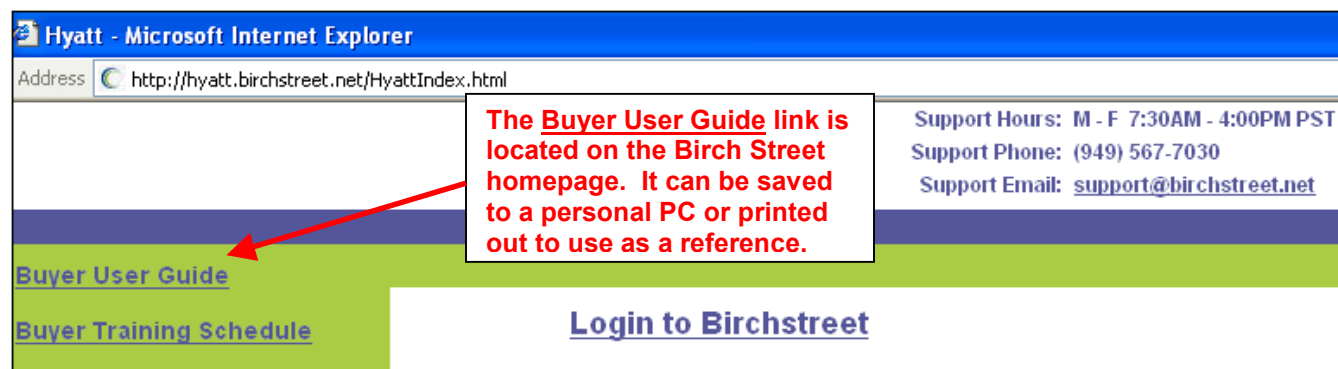 Hyatt - Microsoft Internet Explorer
Address http://hyatt.birchstreet.net/HyattIndex.html
The Buyer User Guide link is
located on the Birch Street
homepage. It can be saved
to a personal PC or printed
out to use as a reference.
Support Hours: M - F 7:30AM - 4:00PM PST
Support Phone: (949) 567-7030
Support Email: support@birchstreet.net
Buyer User Guide
Buyer Training Schedule
Login to Birchstreet